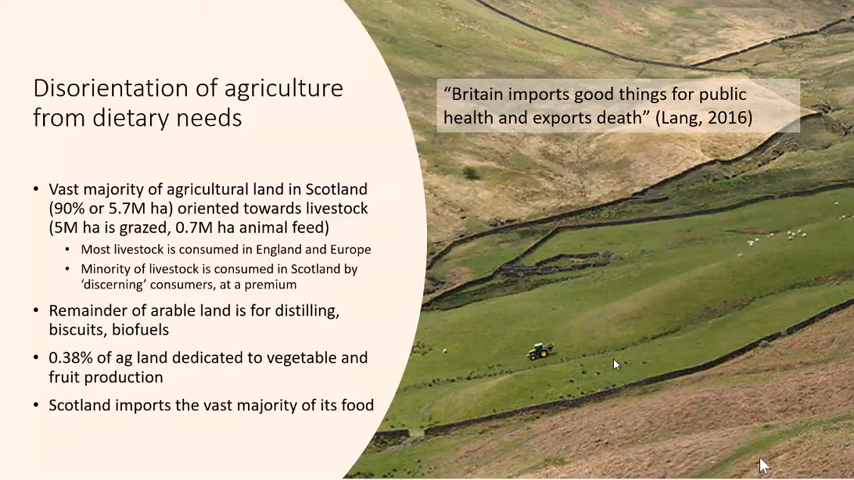 Disorientation of agriculture
from dietary needs
• Vast majority of agricultural land in Scotland
(90% or 5.7M ha) oriented towards livestock
(5M ha is grazed, 0.7M ha animal feed)
• Most livestock is consumed in England and Europe
• Minority of livestock is consumed in Scotland by
‘discerning’ consumers, at a premium
• Remainder of arable land is for distilling,
biscuits, biofuels
• 0.38% of ag land dedicated to vegetable and
fruit production
• Scotland imports the vast majority of its food
“Britain imports good things for public
health and exports death” (Lang, 2016)